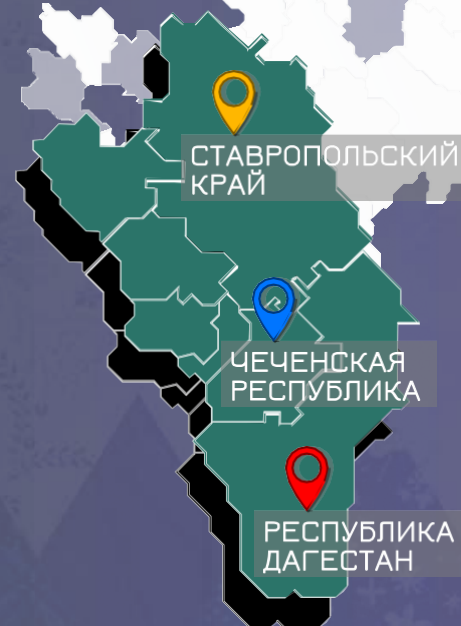 СТАВРОПОЛЬСКИЙ
КРАЙ
ЧЕЧЕНСКАЯ
РЕСПУБЛИКА
РЕСПУБЛИКА
ДАГЕСТАН